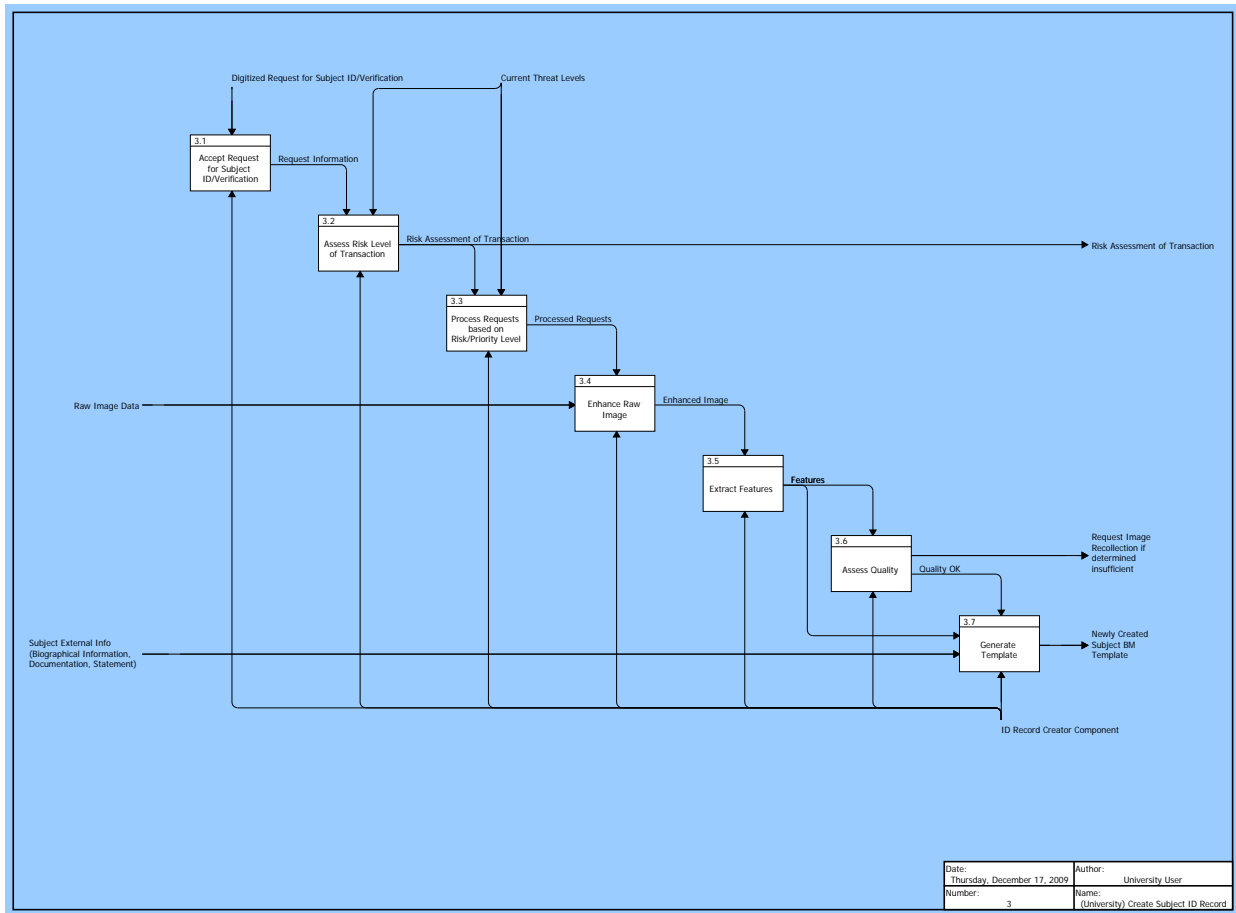 Digitized Request for Subject ID/Verification
Current Threat Levels
3.1
Accept Request
for Subject
ID/Verification
Request Information
3.2
Assess Risk Level
of Transaction
Risk Assessment of Transaction
Risk Assessment of Transaction
3.3
Process Requests
based on
Risk/Priority Level
Processed Requests
3.4
Enhance Raw
Image
Raw Image Data
Enhanced Image
3.5
Extract Features
Features
3.6
Assess Quality
Request Image
Recollection if
determined
insufficient
Quality OK
3.7
Generate
Template
Subject External Info
(Biographical Information,
Documentation, Statement)
Newly Created
Subject BM
Template
ID Record Creator Component
Date:
Thursday, December 17, 2009
Author:
University User
Number:
3
Name:
(University) Create Subject ID Record